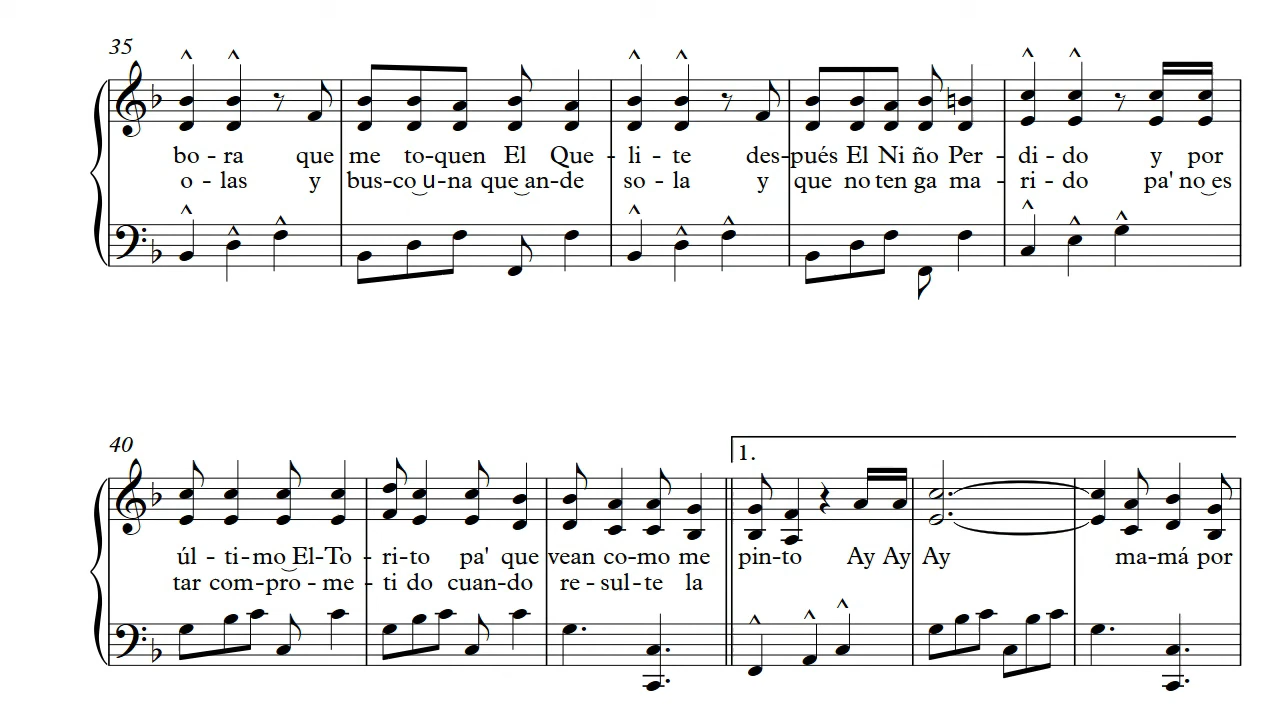 35
bo - ra que me to-quen El Que - li - te des-pués El Ni ño Per - di - do y por
o - las y bus-co‿u-na que‿an-de so - la y que no ten ga ma - ri - do pa' no‿es
40
1.
úl - ti-mo‿El-To - ri-to pa' que vean co-mo me pin-to Ay Ay Ay ma-má por
tar com-pro - me - ti do cuan-do re - sul-te la